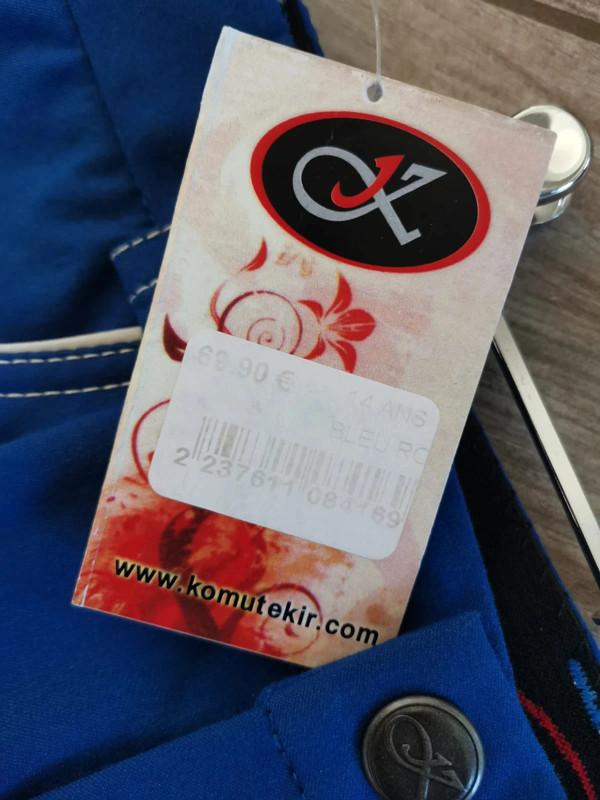 69.90 €
14 ANS
BLEU RO
2 237611 084169
www.komutekir.com